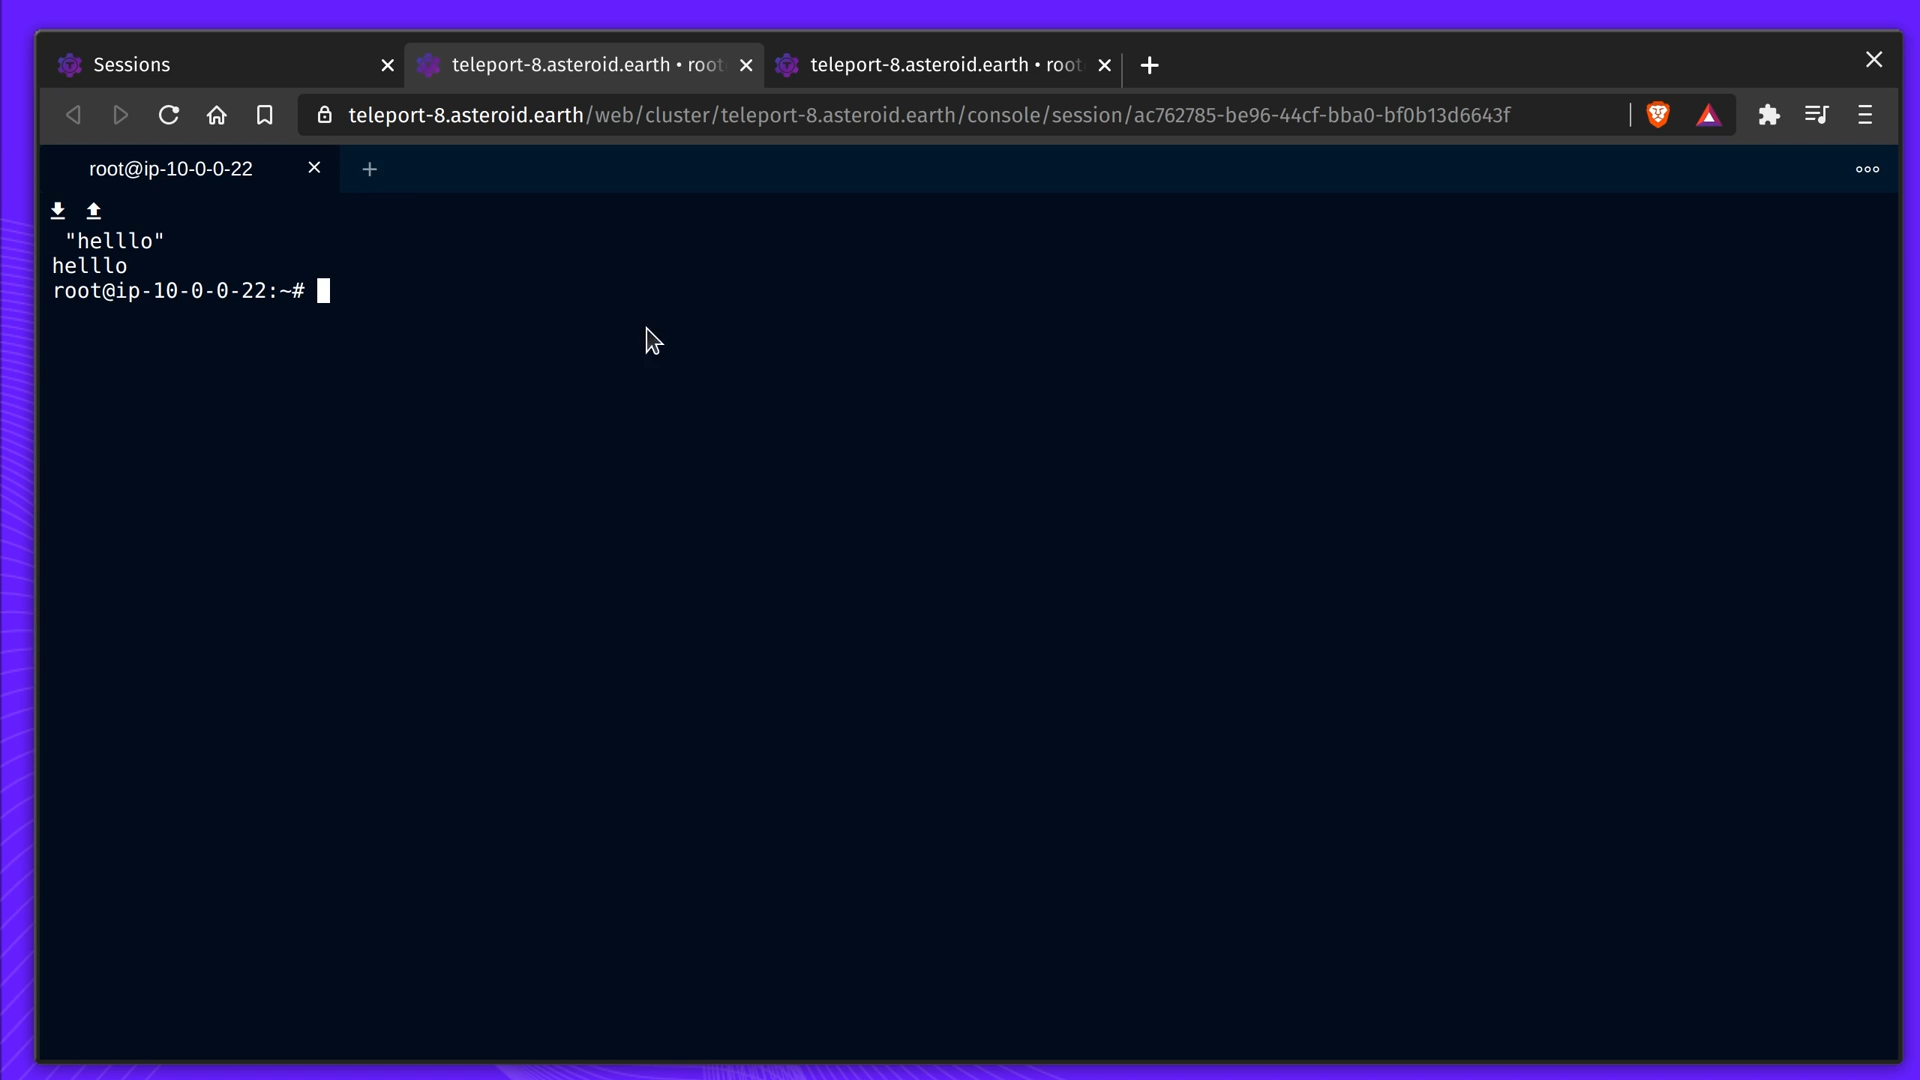 Sessions
teleport-8.asteroid.earth • root
teleport-8.asteroid.earth • root
teleport-8.asteroid.earth/web/cluster/teleport-8.asteroid.earth/console/session/ac762785-be96-44cf-bba0-bf0b13d6643f
root@ip-10-0-0-22
"helllo"
helllo
root@ip-10-0-0-22:~#